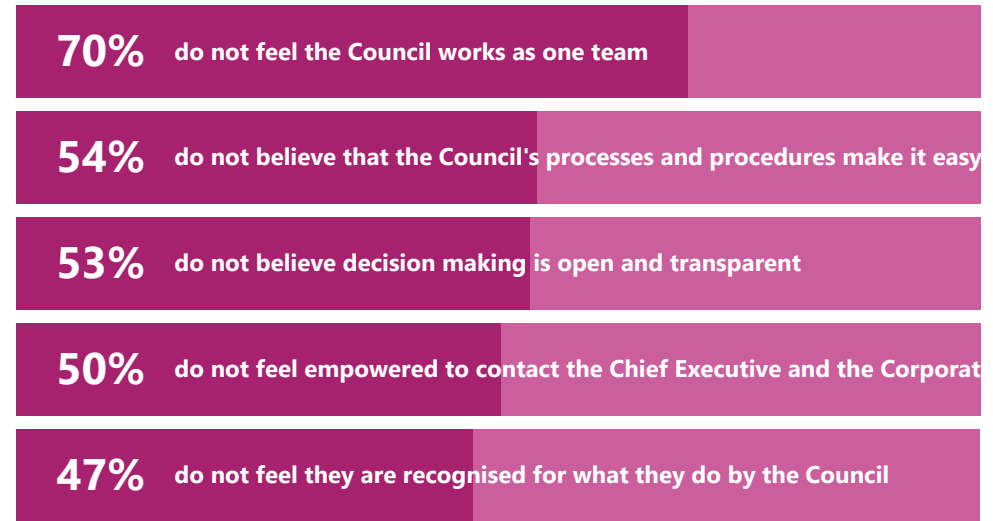 70% do not feel the Council works as one team
54% do not believe that the Council's processes and procedures make it easy
53% do not believe decision making is open and transparent
50% do not feel empowered to contact the Chief Executive and the Corporat
47% do not feel they are recognised for what they do by the Council